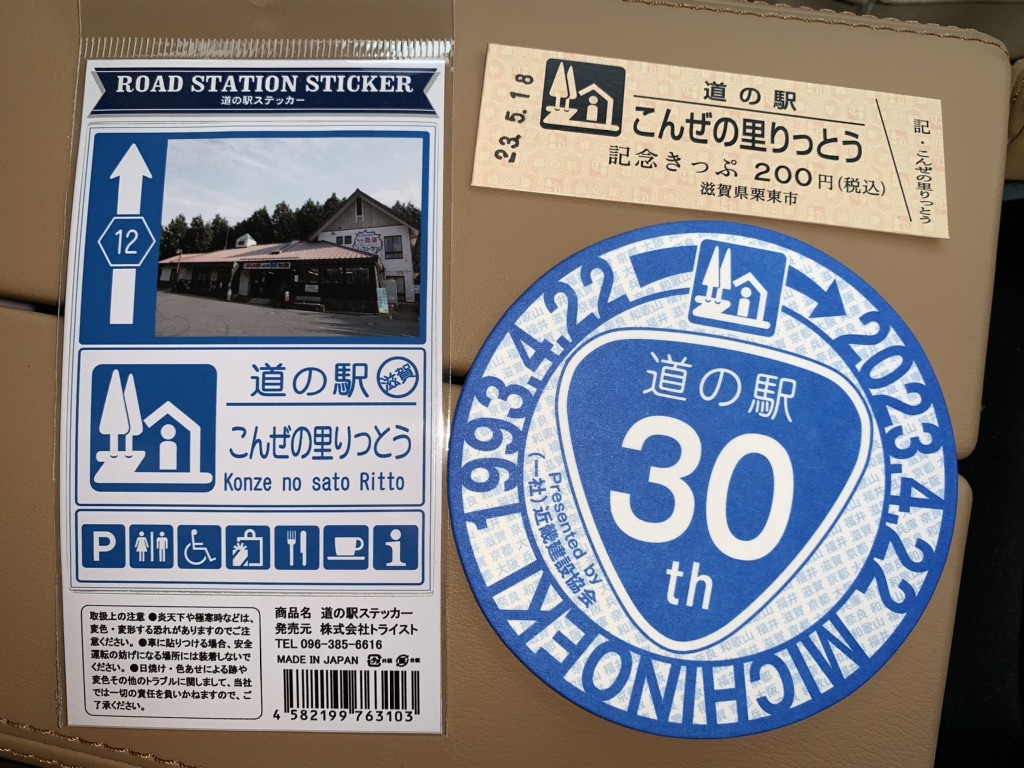 ROAD STATION STICKER
道の駅ステッカー
12
道の駅 滋賀
こんぜの里りっとう
Konze no sato Ritto
P
i
取扱上の注意 ●炎天下や極寒時などは、
変色・変形する恐れがありますのでご注
意ください。●車に貼りつける場合、安全
運転の妨げになる場所には装着しないで
ください。●日焼け・色あせによる跡や
変色その他のトラブルに関しまして、当社
では一切の責任を負いかねますので、ご
了承ください。
商品名 道の駅ステッカー
発売元 株式会社トライスト
TEL 096-385-6616
MADE IN JAPAN
4 582199 763103
23.5.18
道の駅
こんぜの里りっとう
記念きっぷ 200円(税込)
滋賀県栗東市
記・こんぜの里りっとう
1993.4.22
2023.4.22
道の駅
30
th
Presented by
(一社)近畿建設協会
MICHINOEKI